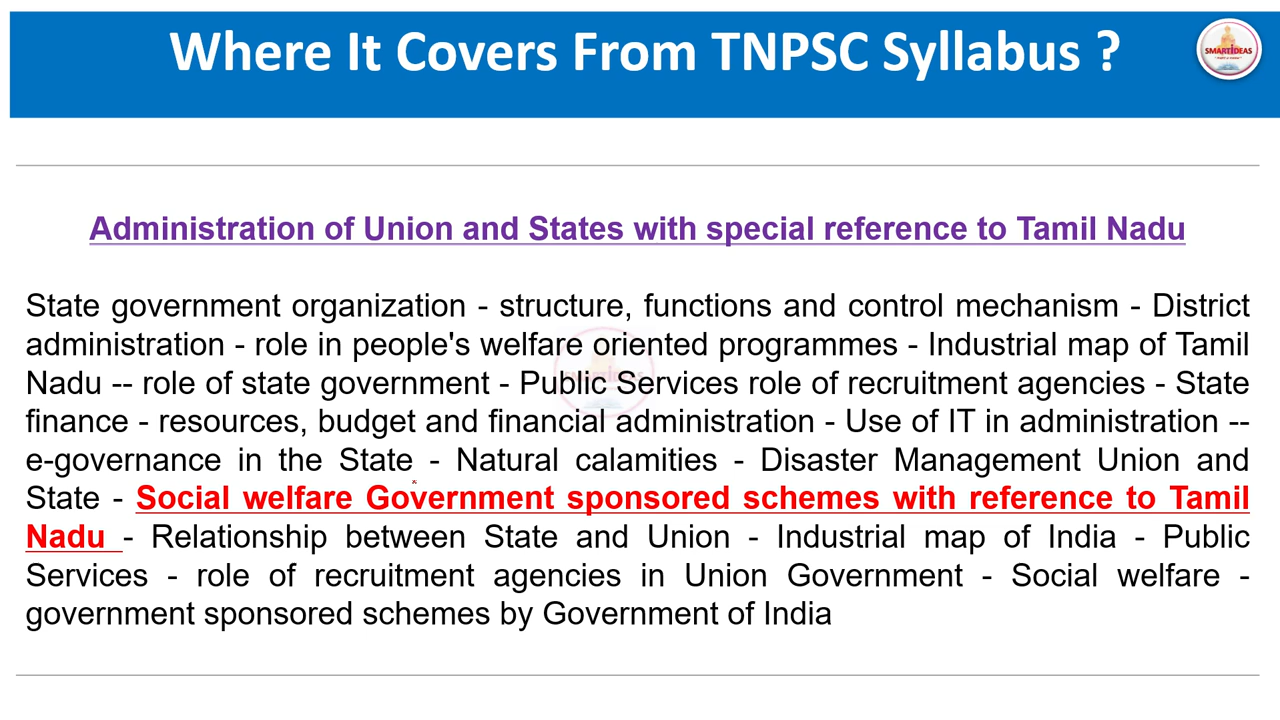 Where It Covers From TNPSC Syllabus ?
SMARTIDEAS
Administration of Union and States with special reference to Tamil Nadu
State government organization - structure, functions and control mechanism - District
administration - role in people's welfare oriented programmes - Industrial map of Tamil
Nadu -- role of state government - Public Services role of recruitment agencies - State
finance - resources, budget and financial administration - Use of IT in administration --
e-governance in the State - Natural calamities - Disaster Management Union and
State - Social welfare Government sponsored schemes with reference to Tamil
Nadu - Relationship between State and Union - Industrial map of India - Public
Services - role of recruitment agencies in Union Government - Social welfare -
government sponsored schemes by Government of India